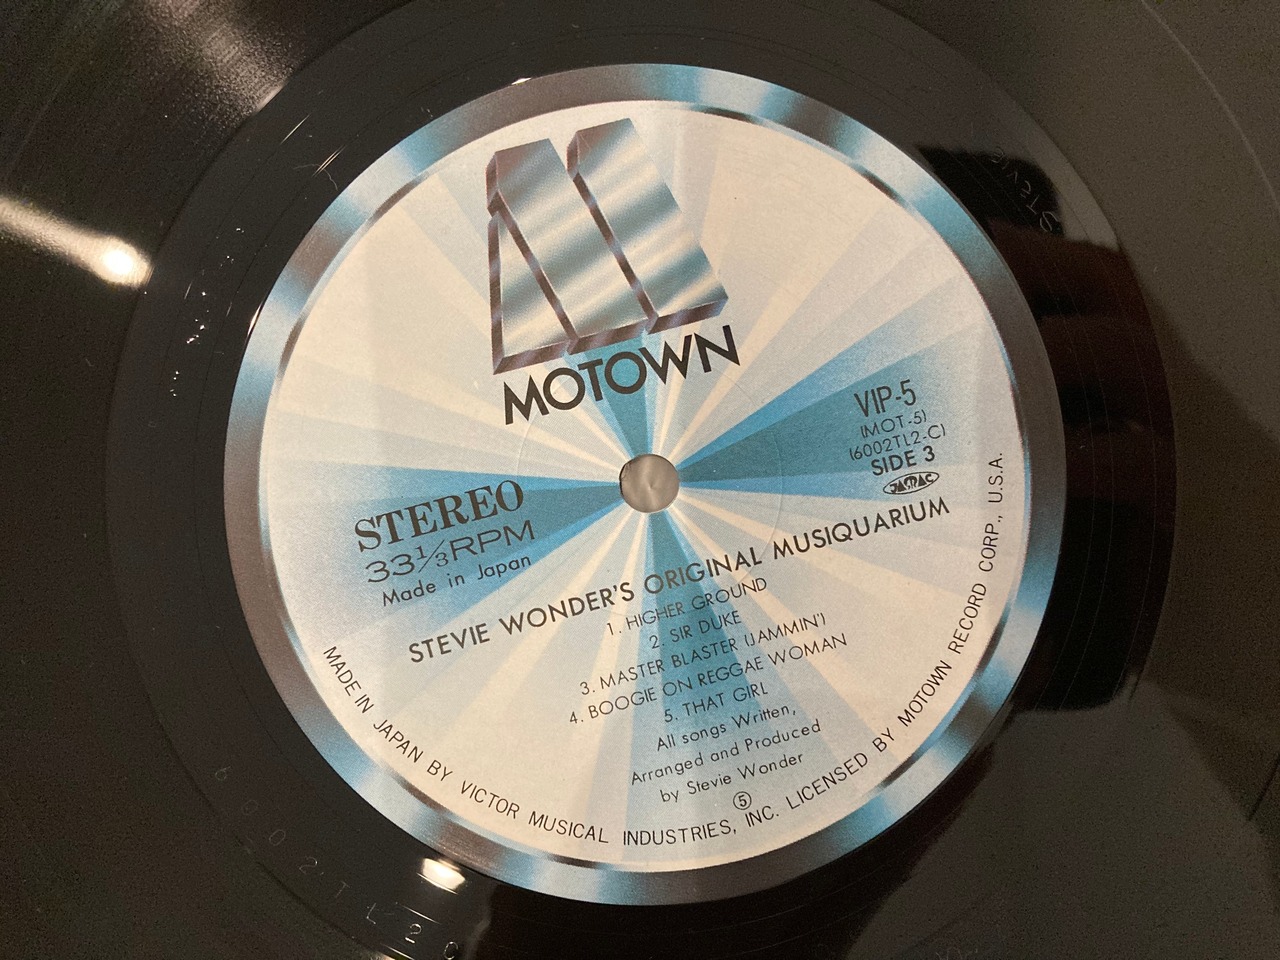 MOTOWN
VIP-5
(MOT-5)
(6002TL2-C)
SIDE 3
JASRAC
STEREO
33⅓RPM
Made in Japan
STEVIE WONDER'S ORIGINAL MUSIQUARIUM
1. HIGHER GROUND
2. SIR DUKE
3. MASTER BLASTER (JAMMIN')
4. BOOGIE ON REGGAE WOMAN
5. THAT GIRL
All songs Written,
Arranged and Produced
by Stevie Wonder
⑤
MADE IN JAPAN BY VICTOR MUSICAL INDUSTRIES, INC. LICENSED BY MOTOWN RECORD CORP., U.S.A.